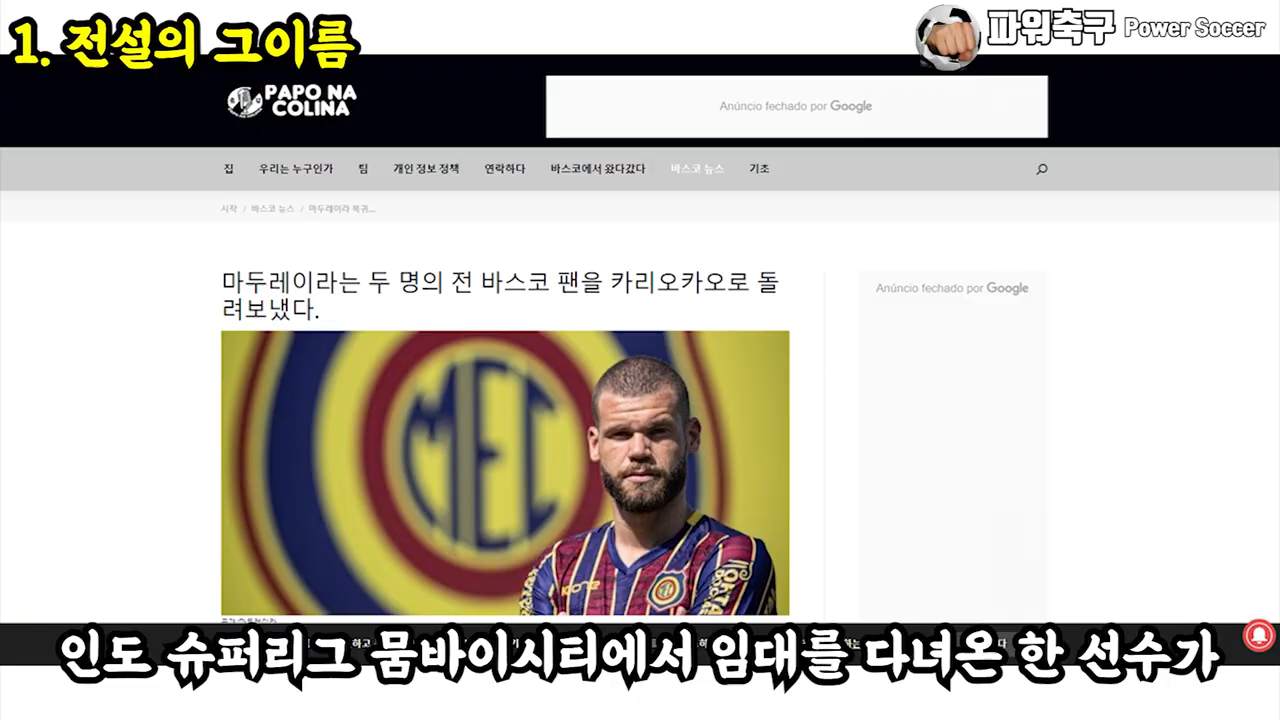 1. 전설의 그이름
파워축구 Power Soccer
PAPO NA
COLINA
Anúncio fechado por Google
집 우리는 누구인가 팀 개인 정보 정책 연락하다 바스코에서 왔다갔다 바스코 뉴스 기초
시작 / 바스코 뉴스 / 마두레이라 복귀...
마두레이라는 두 명의 전 바스코 팬을 카리오카오로 돌
려보냈다.
Anúncio fechado por Google
MEC
인도 슈퍼리그 뭄바이시티에서 임대를 다녀온 한 선수가